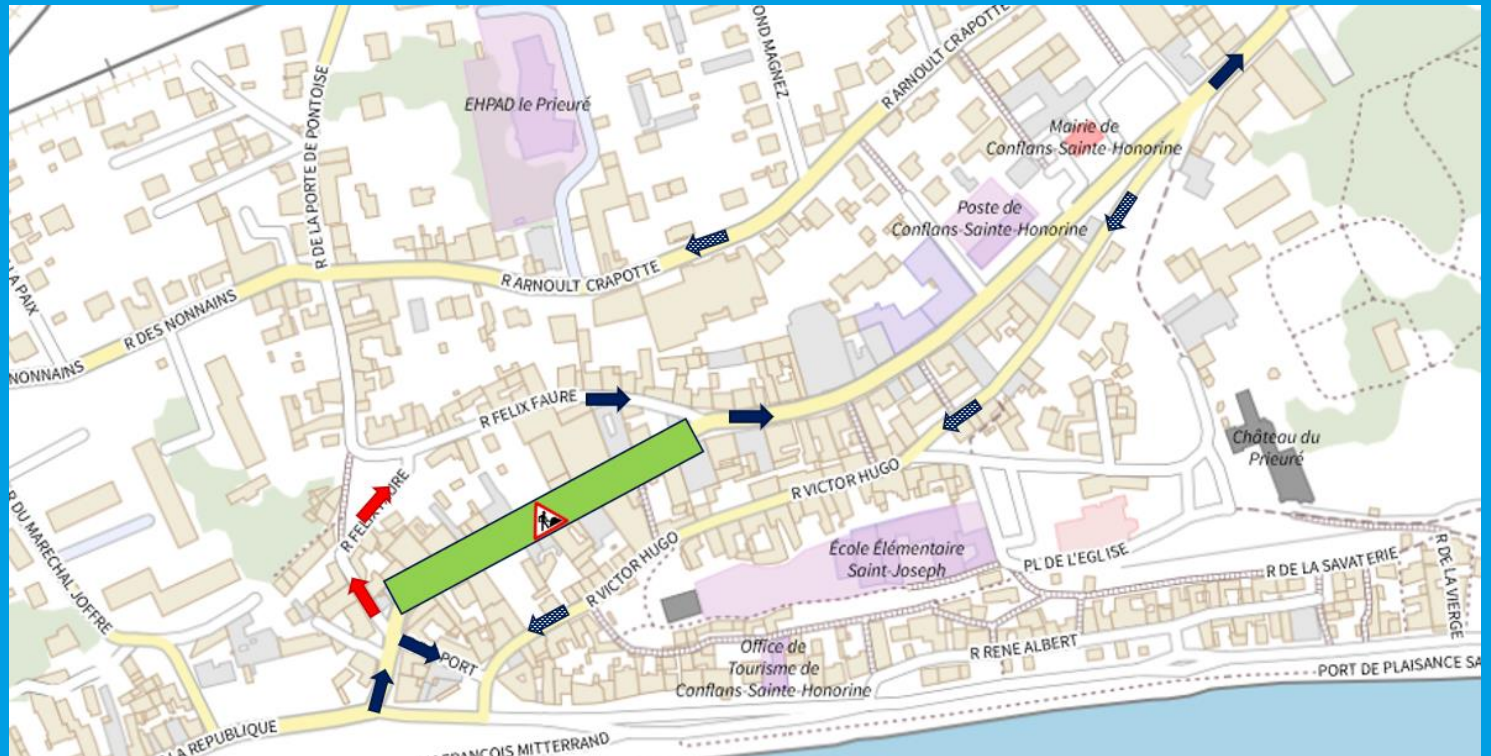 R ARNOULT CRAPOTTE
OND MAGNEZ
R DE LA PORTE DE PONTOISE
EHPAD le Prieuré
Mairie de
Conflans-Sainte-Honorine
Poste de
Conflans-Sainte-Honorine
R ARNOULT CRAPOTTE
LA PAIX
R DES NONNAINS
NONNAINS
R FELIX FAURE
Château du
Prieuré
R VICTOR HUGO
R FELIX FAURE
R DU MARECHAL JOFFRE
École Élémentaire
Saint-Joseph
PL DE L'EGLISE
R DE LA SAVATERIE
R DE LA VIERGE
R VICTOR HUGO
PORT
Office de
Tourisme de
Conflans-Sainte-Honorine
R RENE ALBERT
PORT DE PLAISANCE SA
LA REPUBLIQUE
FRANÇOIS MITTERRAND